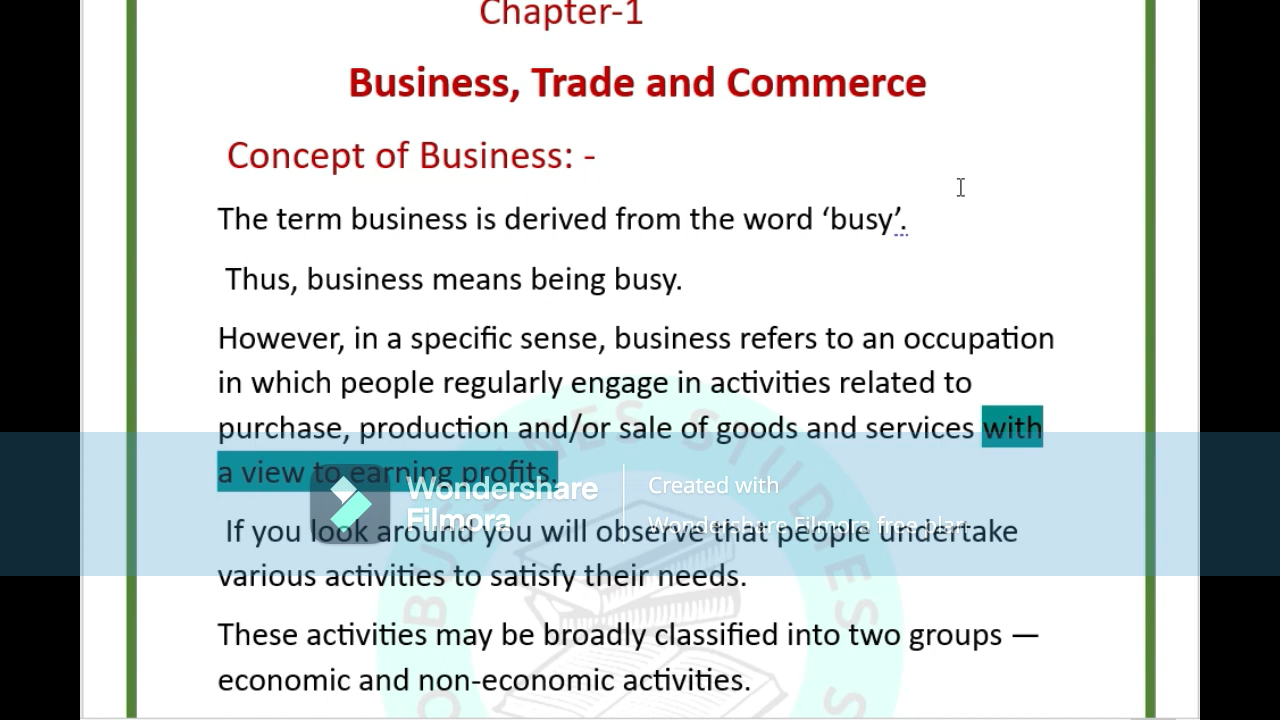 Chapter-1
Business, Trade and Commerce
Concept of Business: -
The term business is derived from the word ‘busy’.
Thus, business means being busy.
However, in a specific sense, business refers to an occupation
in which people regularly engage in activities related to
purchase, production and/or sale of goods and services with
a view to earning profits.
Wondershare
Filmora
Created with
Wondershare Filmora free plan
If you look around you will observe that people undertake
various activities to satisfy their needs.
These activities may be broadly classified into two groups —
economic and non-economic activities.